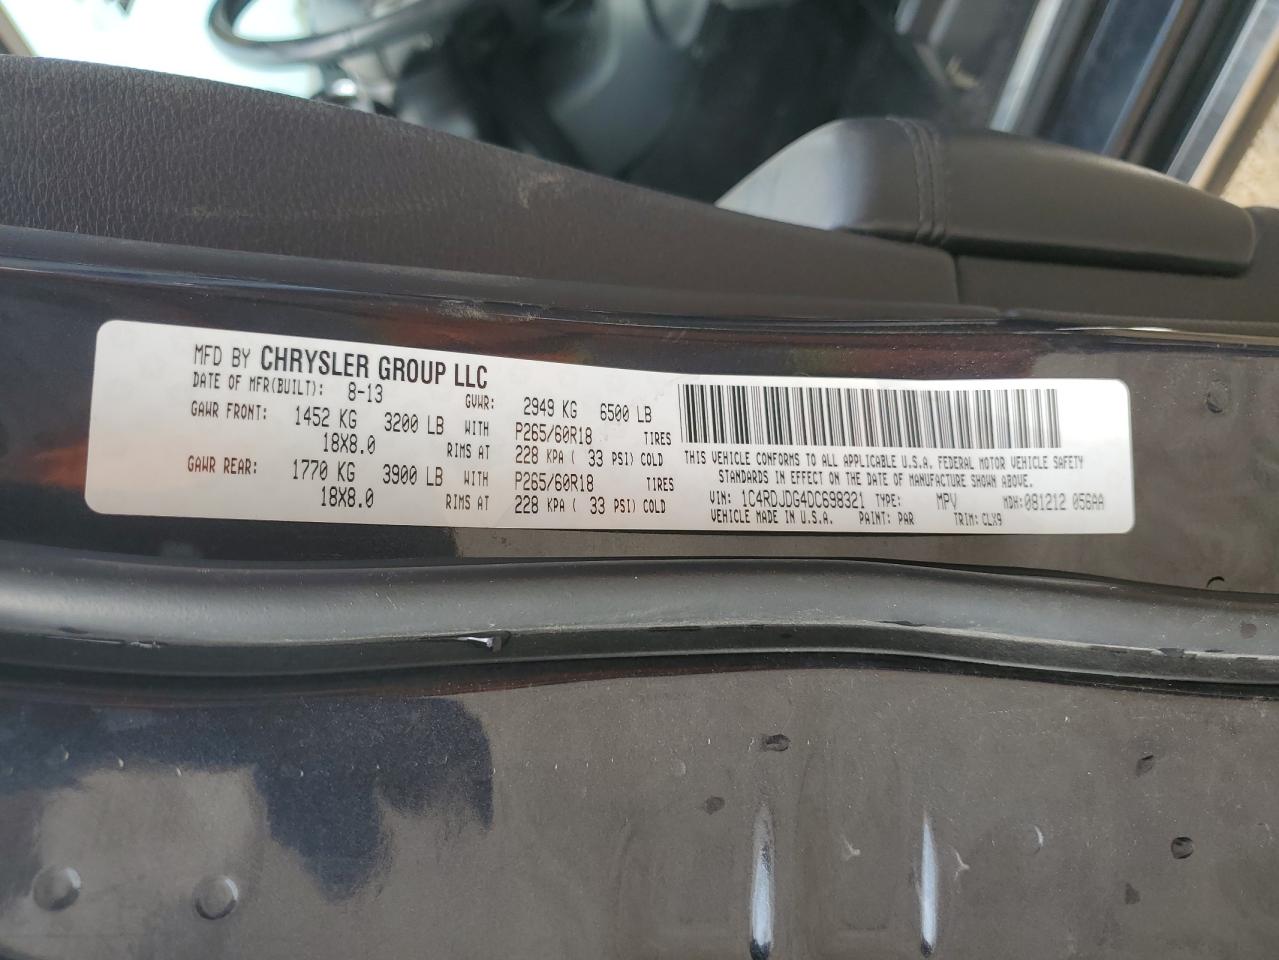 MFD BY CHRYSLER GROUP LLC
DATE OF MFR(BUILT): 8-13 GVWR: 2949 KG 6500 LB
GAWR FRONT: 1452 KG 3200 LB WITH P265/60R18 TIRES
18X8.0 RIMS AT 228 KPA ( 33 PSI) COLD
GAWR REAR: 1770 KG 3900 LB WITH P265/60R18 TIRES
18X8.0 RIMS AT 228 KPA ( 33 PSI) COLD
THIS VEHICLE CONFORMS TO ALL APPLICABLE U.S.A. FEDERAL MOTOR VEHICLE SAFETY
STANDARDS IN EFFECT ON THE DATE OF MANUFACTURE SHOWN ABOVE.
VIN: 1C4RDJDG4DC698321 TYPE: MPV MDH:081212 056AA
VEHICLE MADE IN U.S.A. PAINT: PAR TRIM: CLX9